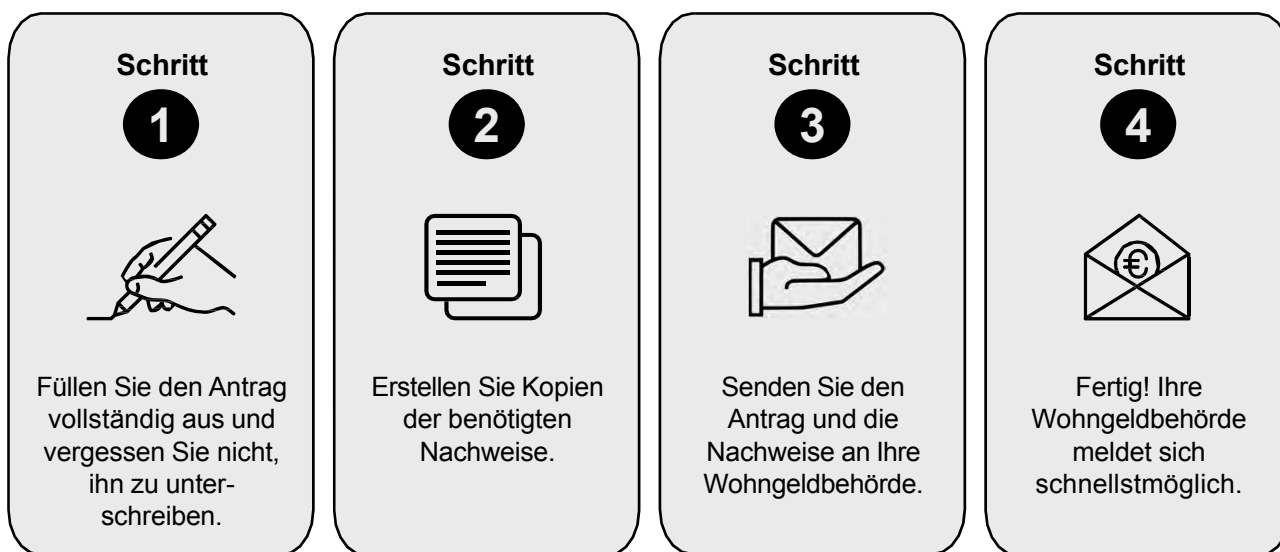 Schritt
1
Füllen Sie den Antrag
vollständig aus und
vergessen Sie nicht,
ihn zu unter-
schreiben.
Schritt
2
Erstellen Sie Kopien
der benötigten
Nachweise.
Schritt
3
Senden Sie den
Antrag und die
Nachweise an Ihre
Wohngeldbehörde.
Schritt
4
€
Fertig! Ihre
Wohngeldbehörde
meldet sich
schnellstmöglich.